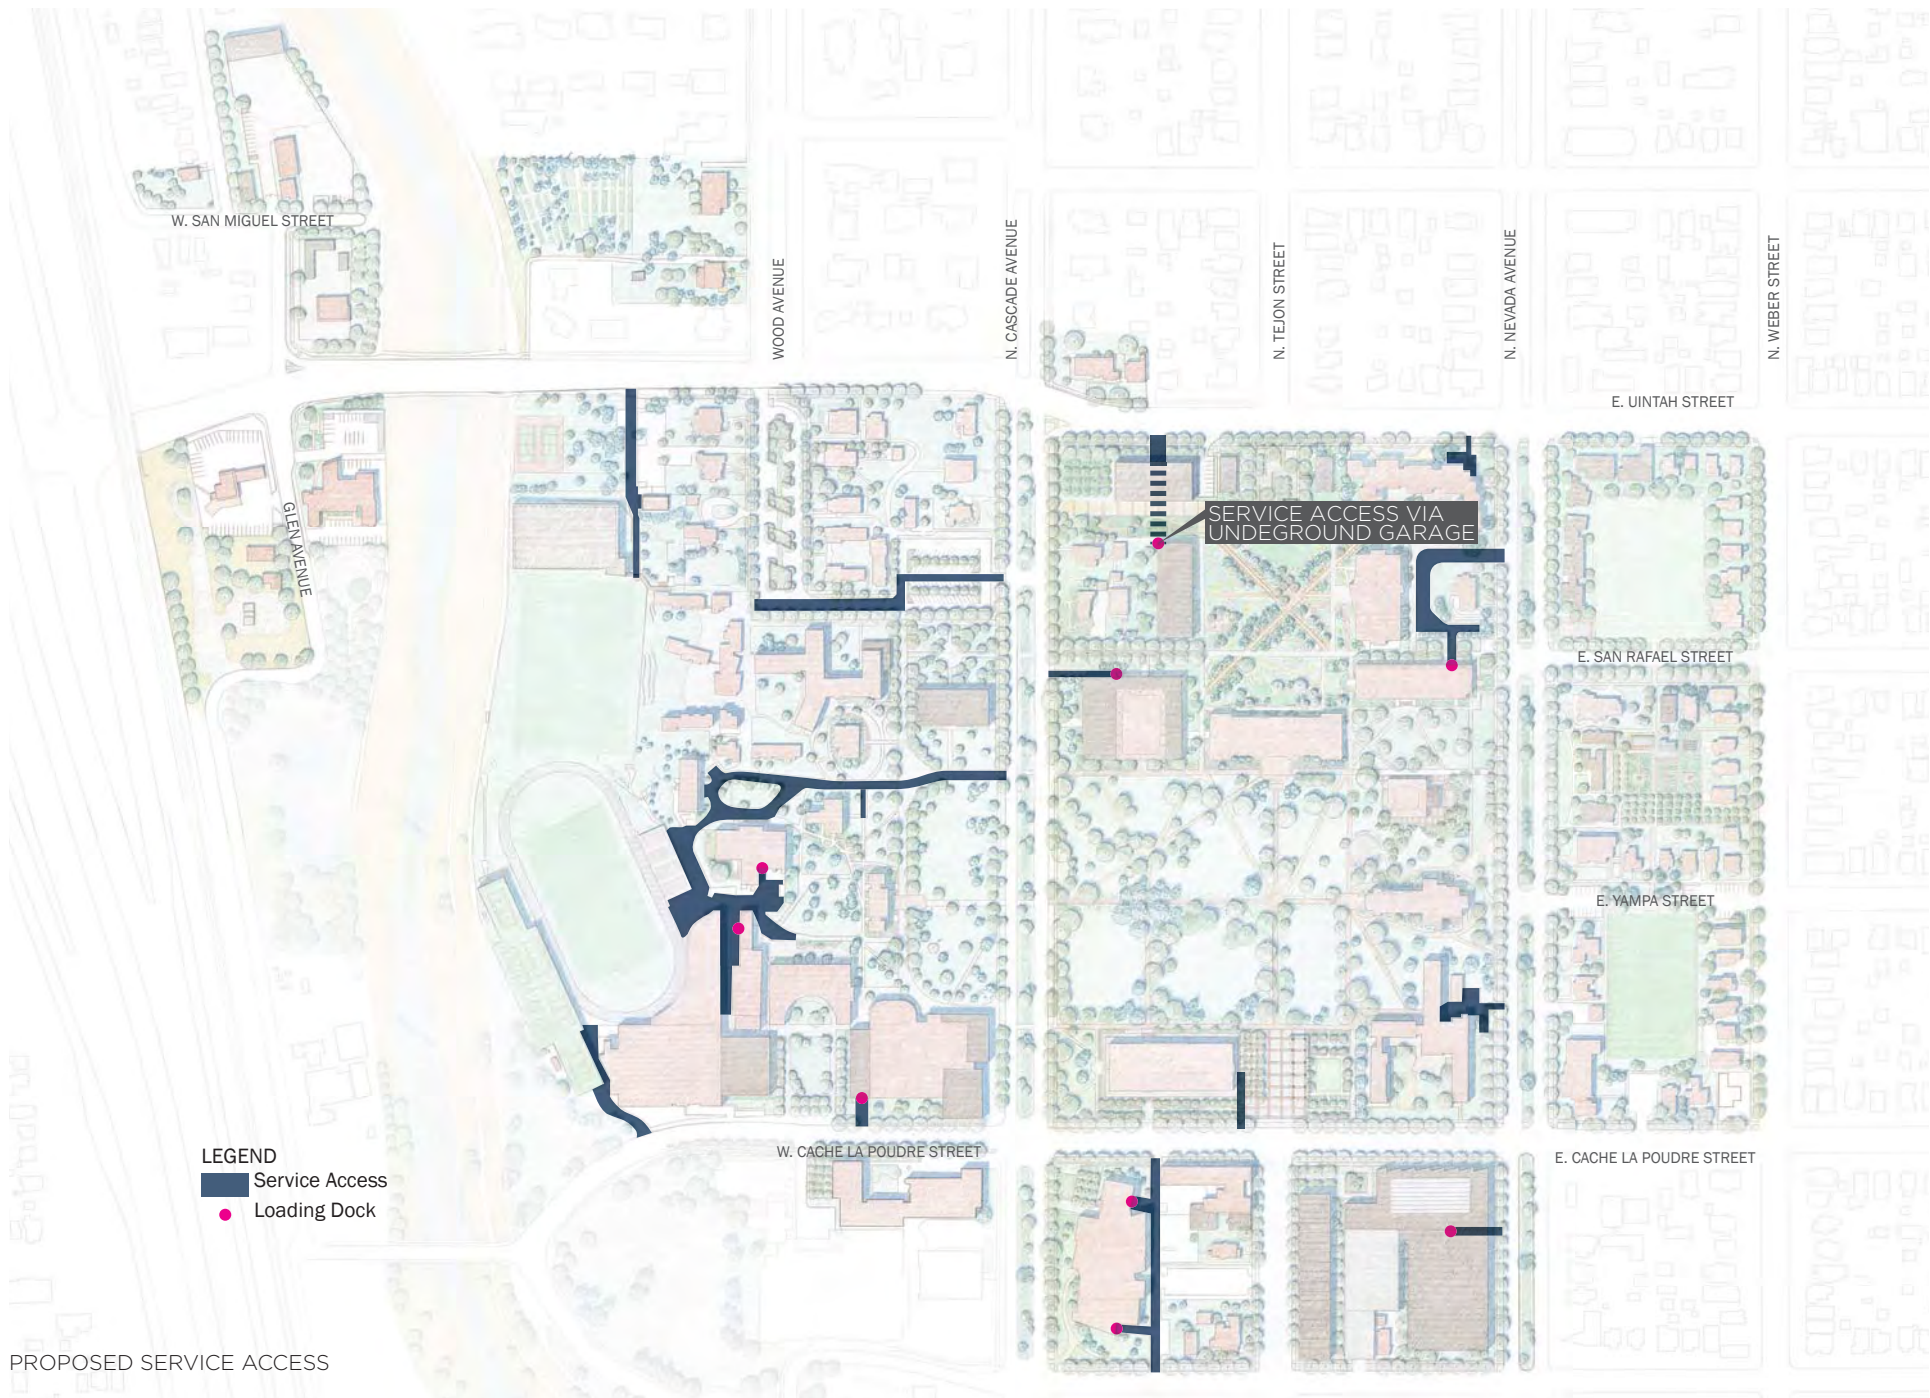 W. SAN MIGUEL STREET
WOOD AVENUE
N. CASCADE AVENUE
N. TEJON STREET
N. NEVADA AVENUE
N. WEBER STREET
E. UINTAH STREET
GLEN AVENUE
SERVICE ACCESS VIA
UNDEGROUND GARAGE
E. SAN RAFAEL STREET
E. YAMPA STREET
W. CACHE LA POUDRE STREET
E. CACHE LA POUDRE STREET
LEGEND
Service Access
Loading Dock
PROPOSED SERVICE ACCESS